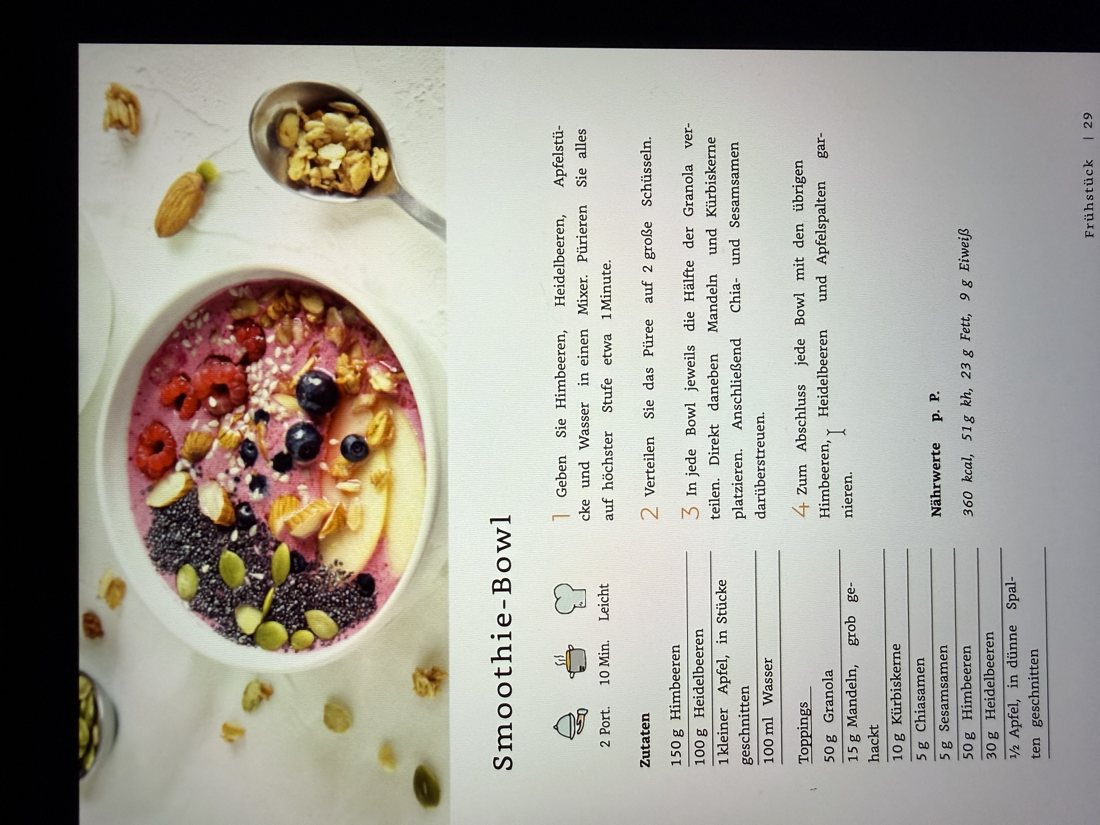 Smoothie-Bowl
2 Port.
10 Min.
Leicht
Zutaten
150 g Himbeeren
100 g Heidelbeeren
1 kleiner Apfel, in Stücke
geschnitten
100 ml Wasser
Toppings
50 g Granola
15 g Mandeln, grob ge-
hackt
10 g Kürbiskerne
5 g Chiasamen
5 g Sesamsamen
50 g Himbeeren
30 g Heidelbeeren
½ Apfel, in dünne Spal-
ten geschnitten
1 Geben Sie Himbeeren, Heidelbeeren, Apfelstü-
cke und Wasser in einen Mixer. Pürieren Sie alles
auf höchster Stufe etwa 1 Minute.
2 Verteilen Sie das Püree auf 2 große Schüsseln.
3 In jede Bowl jeweils die Hälfte der Granola ver-
teilen. Direkt daneben Mandeln und Kürbiskerne
platzieren. Anschließend Chia- und Sesamsamen
darüberstreuen.
4 Zum Abschluss jede Bowl mit den übrigen
Himbeeren, Heidelbeeren und Apfelspalten gar-
nieren.
Nährwerte p. P.
360 kcal, 51 g kh, 23 g Fett, 9 g Eiweiß
Frühstück | 29